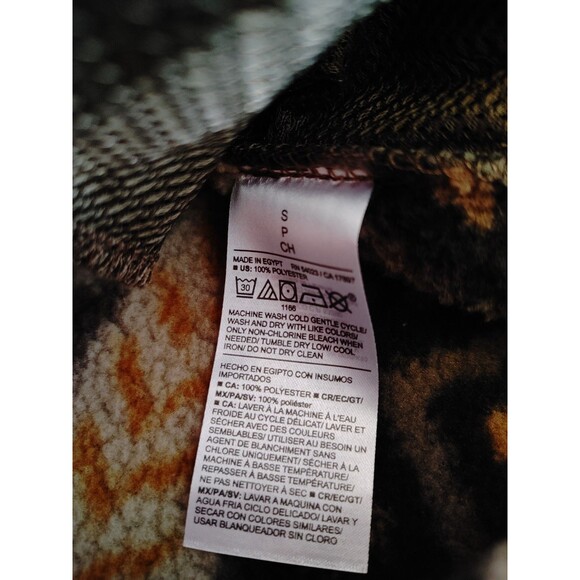 S
P
CH
MADE IN EGYPT RN 54023 / CA 17897
■ US: 100% POLYESTER
30
1166
MACHINE WASH COLD GENTLE CYCLE/
WASH AND DRY WITH LIKE COLORS/
ONLY NON-CHLORINE BLEACH WHEN
NEEDED/ TUMBLE DRY LOW/ COOL
IRON/ DO NOT DRY CLEAN
HECHO EN EGIPTO CON INSUMOS
IMPORTADOS
■ CA: 100% POLYESTER ■ CR/EC/GT/
MX/PA/SV: 100% poliéster
■ CA: LAVER À LA MACHINE À L'EAU
FROIDE AU CYCLE DÉLICAT/ LAVER ET
SÉCHER AVEC DES COULEURS
SEMBLABLES/ UTILISER AU BESOIN UN
AGENT DE BLANCHIMENT SANS
CHLORE UNIQUEMENT/ SÉCHER À LA
MACHINE À BASSE TEMPÉRATURE/
REPASSER À BASSE TEMPÉRATURE/
NE PAS NETTOYER À SEC ■ CR/EC/GT/
MX/PA/SV: LAVAR A MAQUINA CON
AGUA FRIA CICLO DELICADO/ LAVAR Y
SECAR CON COLORES SIMILARES/
USAR BLANQUEADOR SIN CLORO